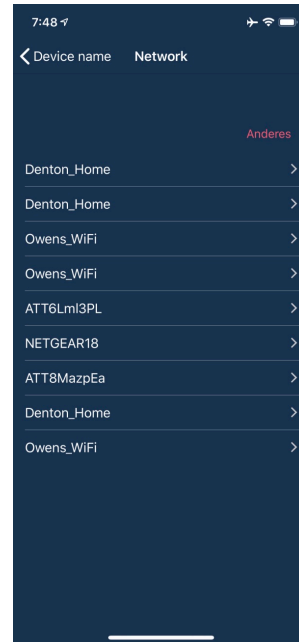 7:48
Device name Network
Anderes
Denton_Home
Denton_Home
Owens_WiFi
Owens_WiFi
ATT6Lml3PL
NETGEAR18
ATT8MazpEa
Denton_Home
Owens_WiFi